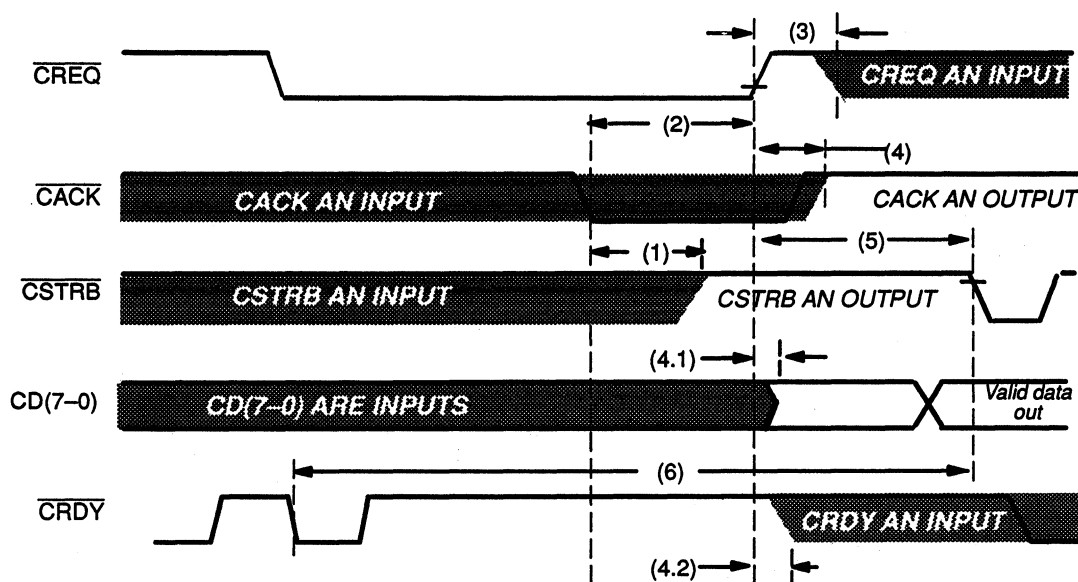 (3)
CREQ
CREQ AN INPUT
(2)
(4)
CACK
CACK AN INPUT
CACK AN OUTPUT
(1)
(5)
CSTRB
CSTRB AN INPUT
CSTRB AN OUTPUT
(4.1)
CD(7–0)
CD(7–0) ARE INPUTS
Valid data
out
(6)
CRDY
CRDY AN INPUT
(4.2)